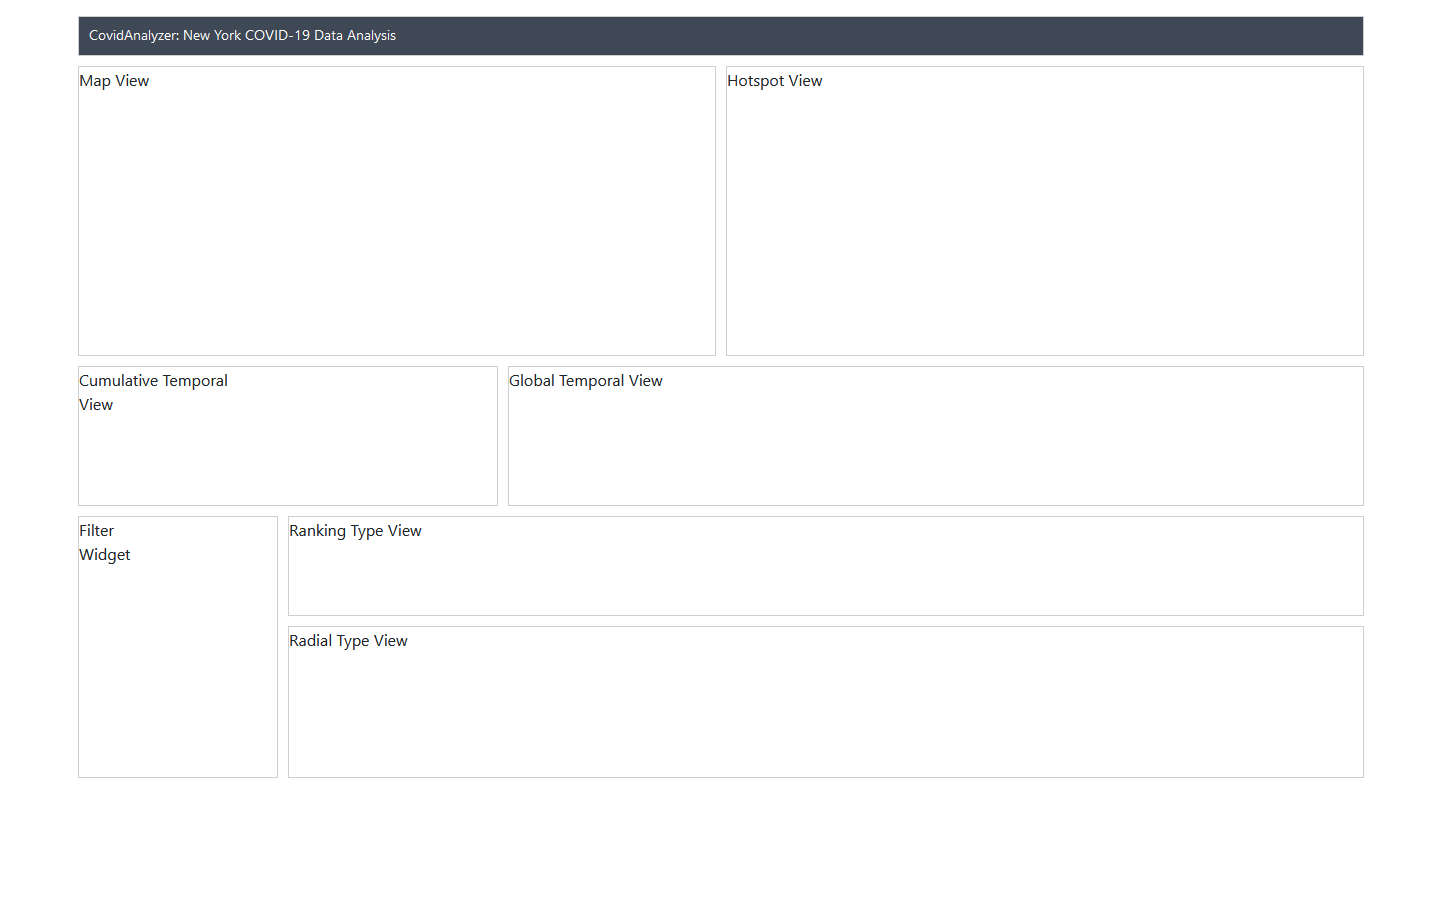 CovidAnalyzer: New York COVID-19 Data Analysis
Map View
Hotspot View
Cumulative Temporal
View
Global Temporal View
Filter
Widget
Ranking Type View
Radial Type View